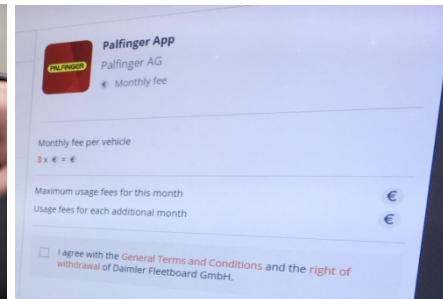 PALFINGER
Palfinger App
Palfinger AG
€ Monthly fee
Monthly fee per vehicle
3 x € = €
Maximum usage fees for this month
€
Usage fees for each additional month
€
I agree with the General Terms and Conditions and the right of
withdrawal of Daimler Fleetboard GmbH.